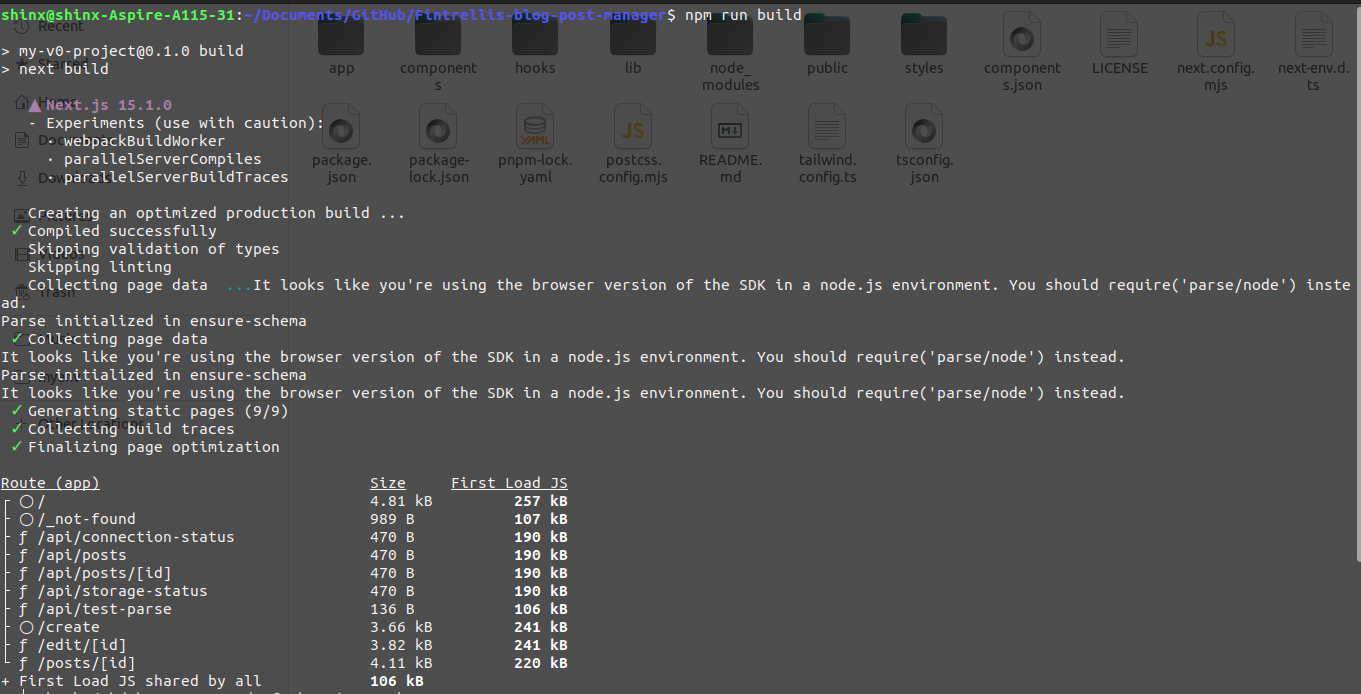 shinx@shinx-Aspire-A115-31:~/Documents/GitHub/Fintrellis-blog-post-manager$ npm run build
> my-v0-project@0.1.0 build
> next build
▲ Next.js 15.1.0
- Experiments (use with caution):
· webpackBuildWorker
· parallelServerCompiles
· parallelServerBuildTraces
Creating an optimized production build ...
✓ Compiled successfully
Skipping validation of types
Skipping linting
Collecting page data ...It looks like you're using the browser version of the SDK in a node.js environment. You should require('parse/node') inste
ad.
Parse initialized in ensure-schema
✓ Collecting page data
It looks like you're using the browser version of the SDK in a node.js environment. You should require('parse/node') instead.
Parse initialized in ensure-schema
It looks like you're using the browser version of the SDK in a node.js environment. You should require('parse/node') instead.
✓ Generating static pages (9/9)
✓ Collecting build traces
✓ Finalizing page optimization
Route (app) Size First Load JS
┌ ○ / 4.81 kB 257 kB
├ ○ /_not-found 989 B 107 kB
├ ƒ /api/connection-status 470 B 190 kB
├ ƒ /api/posts 470 B 190 kB
├ ƒ /api/posts/[id] 470 B 190 kB
├ ƒ /api/storage-status 470 B 190 kB
├ ƒ /api/test-parse 136 B 106 kB
├ ○ /create 3.66 kB 241 kB
├ ƒ /edit/[id] 3.82 kB 241 kB
└ ƒ /posts/[id] 4.11 kB 220 kB
+ First Load JS shared by all 106 kB
Recent
Trash
app
component
s
hooks
lib
node_
modules
public
styles
component
s.json
LICENSE
next.config.
mjs
next-env.d.
ts
package.
json
package-
lock.json
pnpm-lock.
yaml
postcss.
config.mjs
README.
md
tailwind.
config.ts
tsconfig.
json
JS
YAML
JS
M